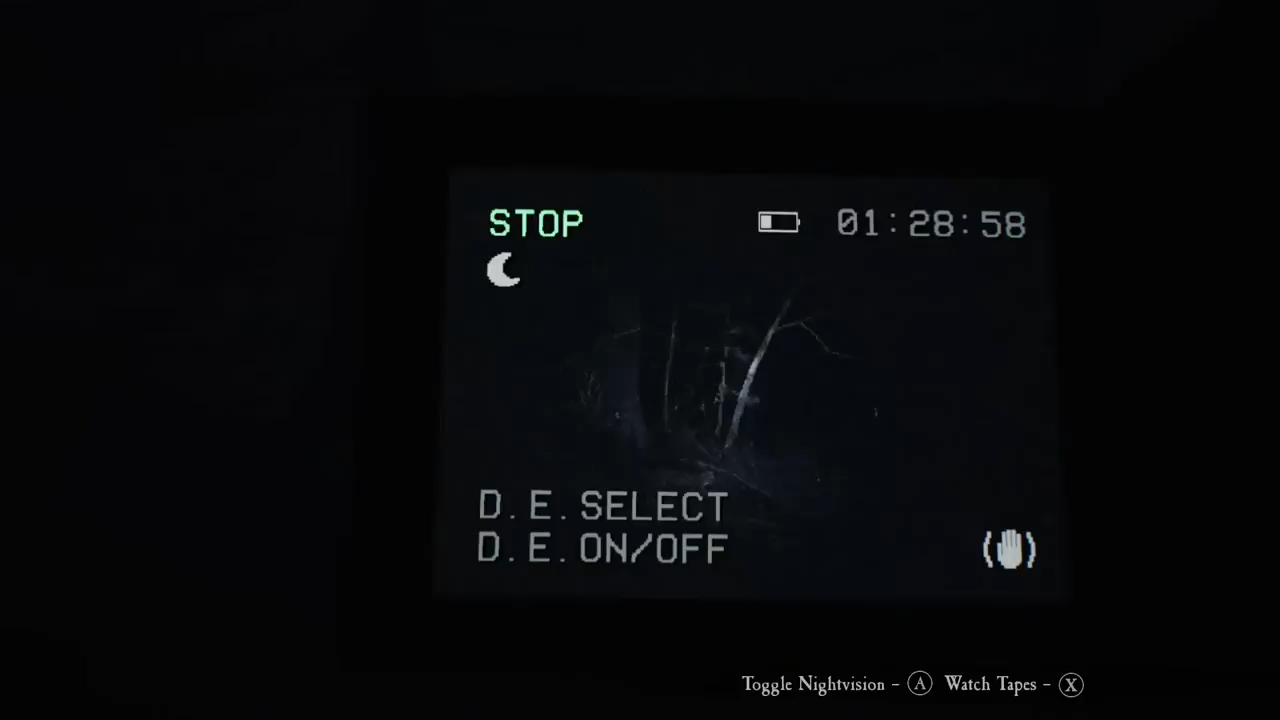 STOP 01:28:58
D.E.SELECT
D.E.ON/OFF
Toggle Nightvision - A Watch Tapes - X